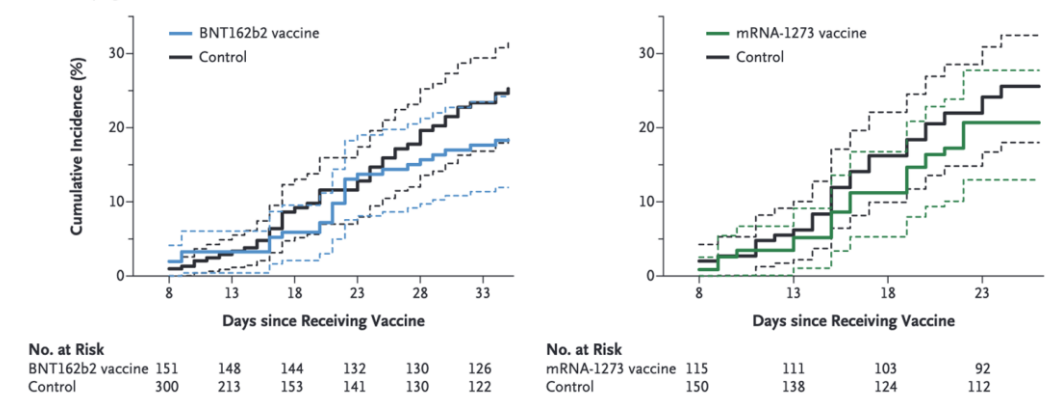 BNT162b2 vaccine
Control
Cumulative Incidence (%)
30
20
10
0
8 13 18 23 28 33
Days since Receiving Vaccine
No. at Risk
BNT162b2 vaccine 151 148 144 132 130 126
Control 300 213 153 141 130 122
mRNA-1273 vaccine
Control
30
20
10
0
8 13 18 23
Days since Receiving Vaccine
No. at Risk
mRNA-1273 vaccine 115 111 103 92
Control 150 138 124 112